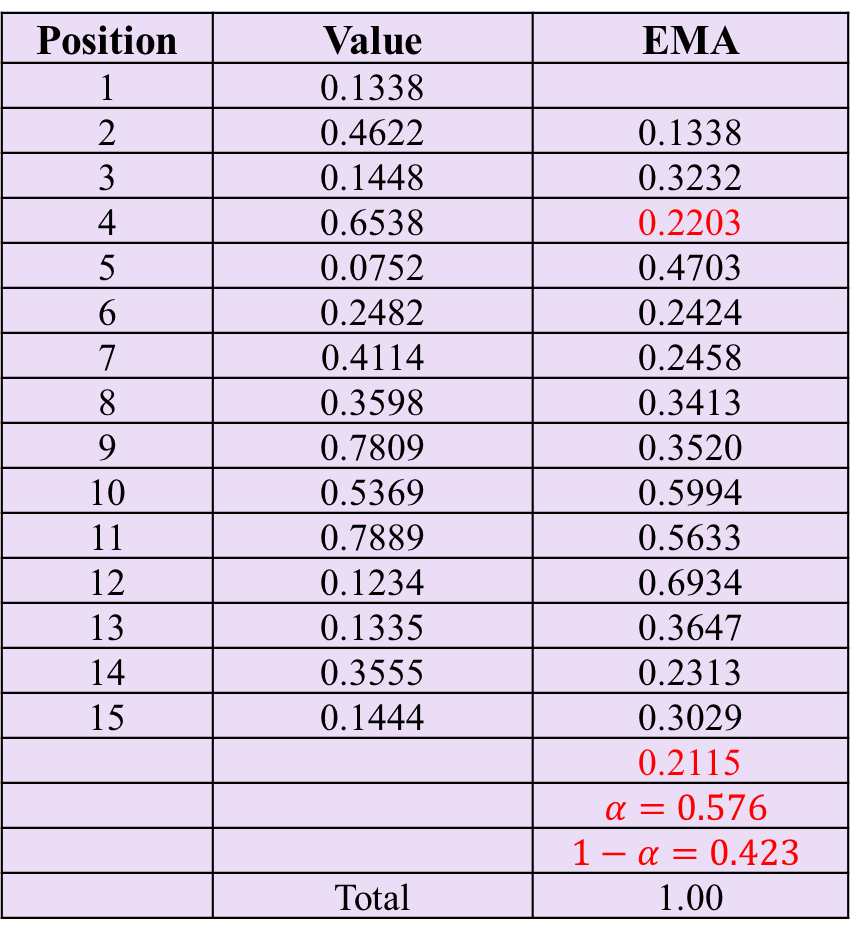 Position Value EMA
1 0.1338
2 0.4622 0.1338
3 0.1448 0.3232
4 0.6538 0.2203
5 0.0752 0.4703
6 0.2482 0.2424
7 0.4114 0.2458
8 0.3598 0.3413
9 0.7809 0.3520
10 0.5369 0.5994
11 0.7889 0.5633
12 0.1234 0.6934
13 0.1335 0.3647
14 0.3555 0.2313
15 0.1444 0.3029
0.2115
α = 0.576
1 − α = 0.423
Total 1.00